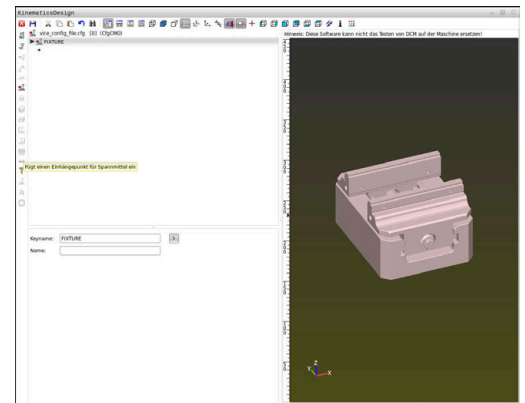 KinematicsDesign
vice_config_file.cfg [0] (CfgCMO)
FIXTURE
Hinweis: Diese Software kann nicht das Testen von DCM auf der Maschine ersetzen!
Fügt einen Einhängepunkt für Spannmittel ein
Keyname: FIXTURE
Name:
Z
Y
X